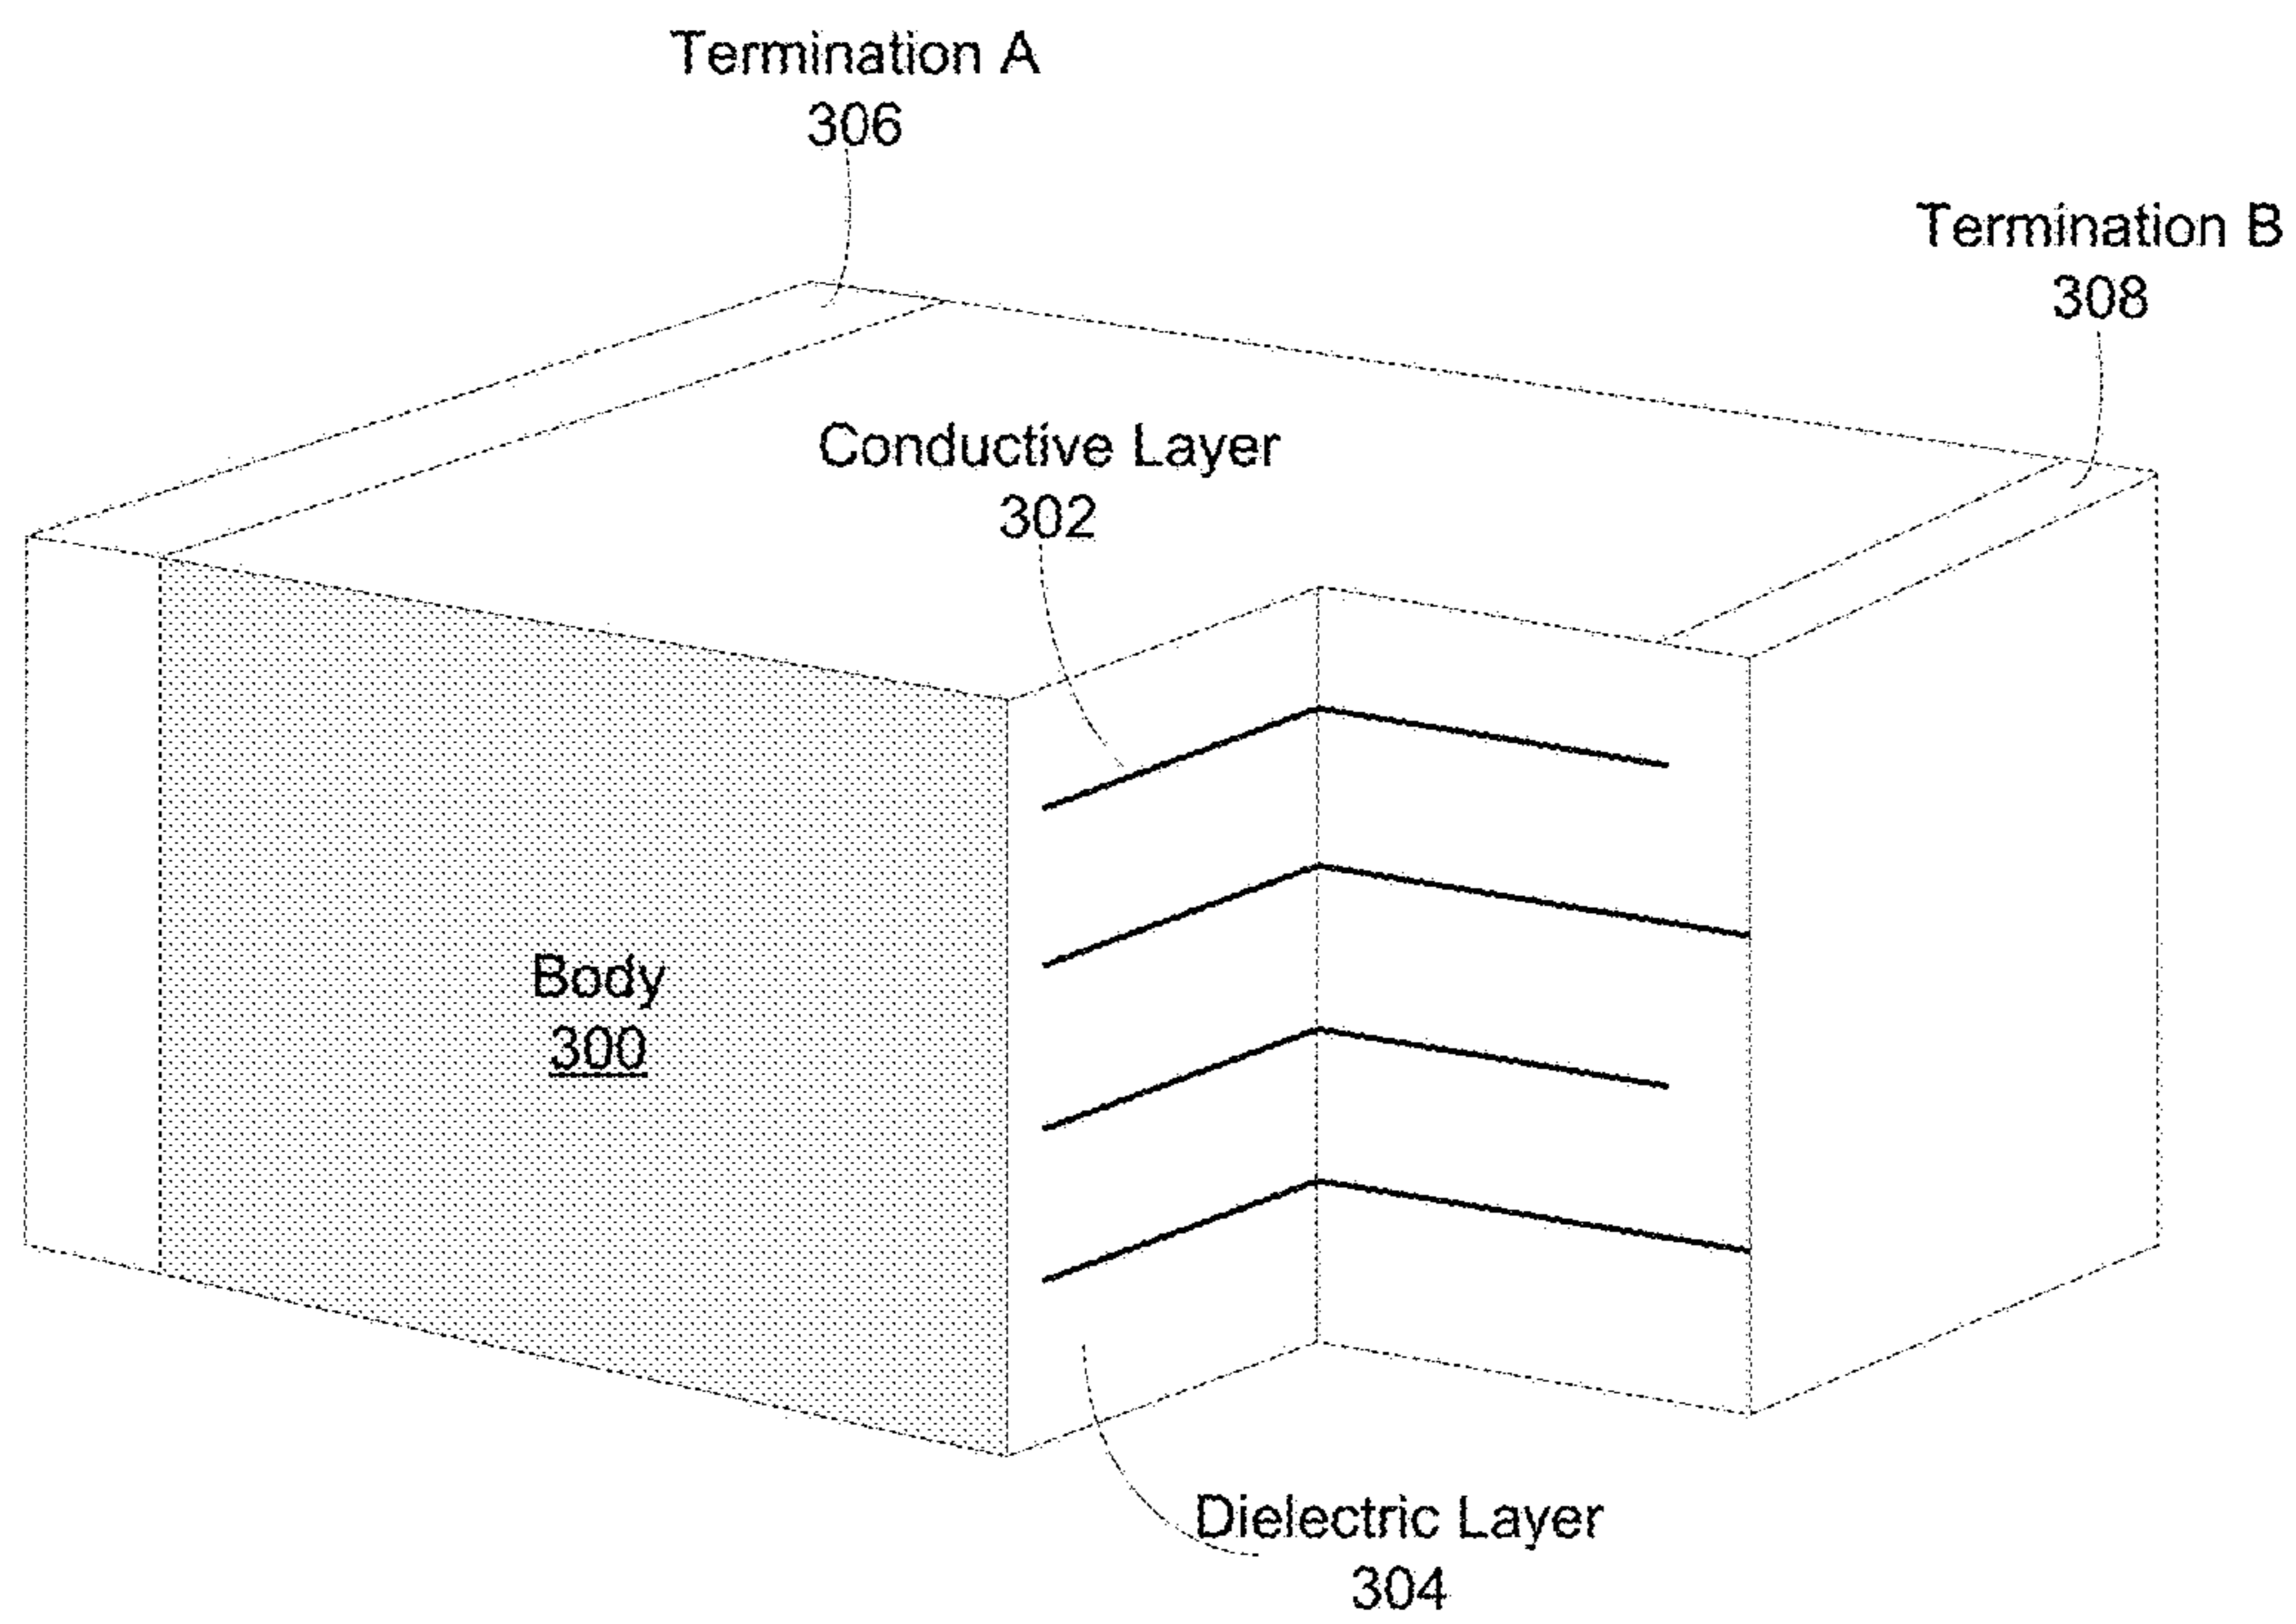 Termination A
306
Termination B
308
Conductive Layer
302
Body
300
Dielectric Layer
304